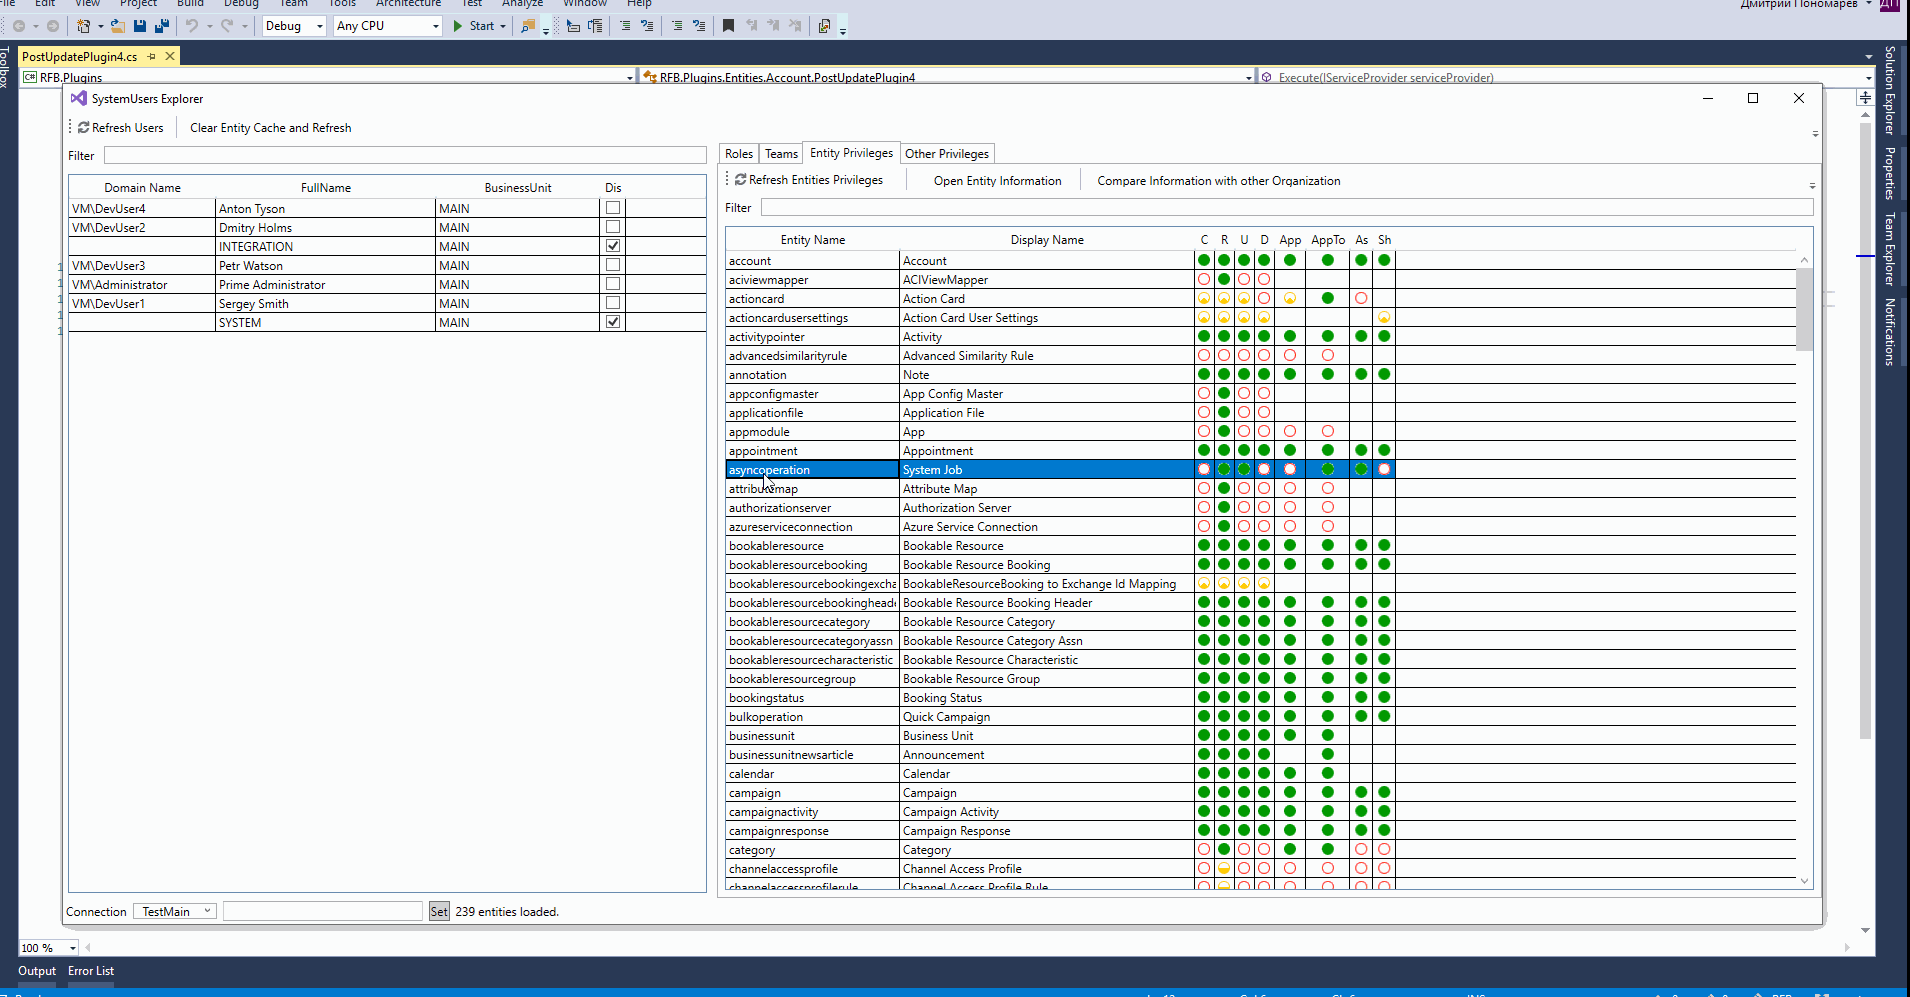 File Edit View Project Build Debug Team Tools Architecture Test Analyze Window Help
Дмитрий Пономарев ДП
Debug Any CPU Start
PostUpdatePlugin4.cs
C# RFB.Plugins RFB.Plugins.Entities.Account.PostUpdatePlugin4 Execute(IServiceProvider serviceProvider)
Toolbox
Solution Explorer
Properties
Team Explorer
Notifications
SystemUsers Explorer
Refresh Users Clear Entity Cache and Refresh
Filter
Domain Name FullName BusinessUnit Dis
VM\DevUser4 Anton Tyson MAIN
VM\DevUser2 Dmitry Holms MAIN
INTEGRATION MAIN
VM\DevUser3 Petr Watson MAIN
VM\Administrator Prime Administrator MAIN
VM\DevUser1 Sergey Smith MAIN
SYSTEM MAIN
Roles Teams Entity Privileges Other Privileges
Refresh Entities Privileges Open Entity Information Compare Information with other Organization
Filter
Entity Name Display Name C R U D App AppTo As Sh
account Account
aciviewmapper ACIViewMapper
actioncard Action Card
actioncardusersettings Action Card User Settings
activitypointer Activity
advancedsimilarityrule Advanced Similarity Rule
annotation Note
appconfigmaster App Config Master
applicationfile Application File
appmodule App
appointment Appointment
asyncoperation System Job
attributemap Attribute Map
authorizationserver Authorization Server
azureserviceconnection Azure Service Connection
bookableresource Bookable Resource
bookableresourcebooking Bookable Resource Booking
bookableresourcebookingexcha BookableResourceBooking to Exchange Id Mapping
bookableresourcebookingheade Bookable Resource Booking Header
bookableresourcecategory Bookable Resource Category
bookableresourcecategoryassn Bookable Resource Category Assn
bookableresourcecharacteristic Bookable Resource Characteristic
bookableresourcegroup Bookable Resource Group
bookingstatus Booking Status
bulkoperation Quick Campaign
businessunit Business Unit
businessunitnewsarticle Announcement
calendar Calendar
campaign Campaign
campaignactivity Campaign Activity
campaignresponse Campaign Response
category Category
channelaccessprofile Channel Access Profile
channelaccessprofilerule Channel Access Profile Rule
Connection TestMain Set 239 entities loaded.
100 %
Output Error List